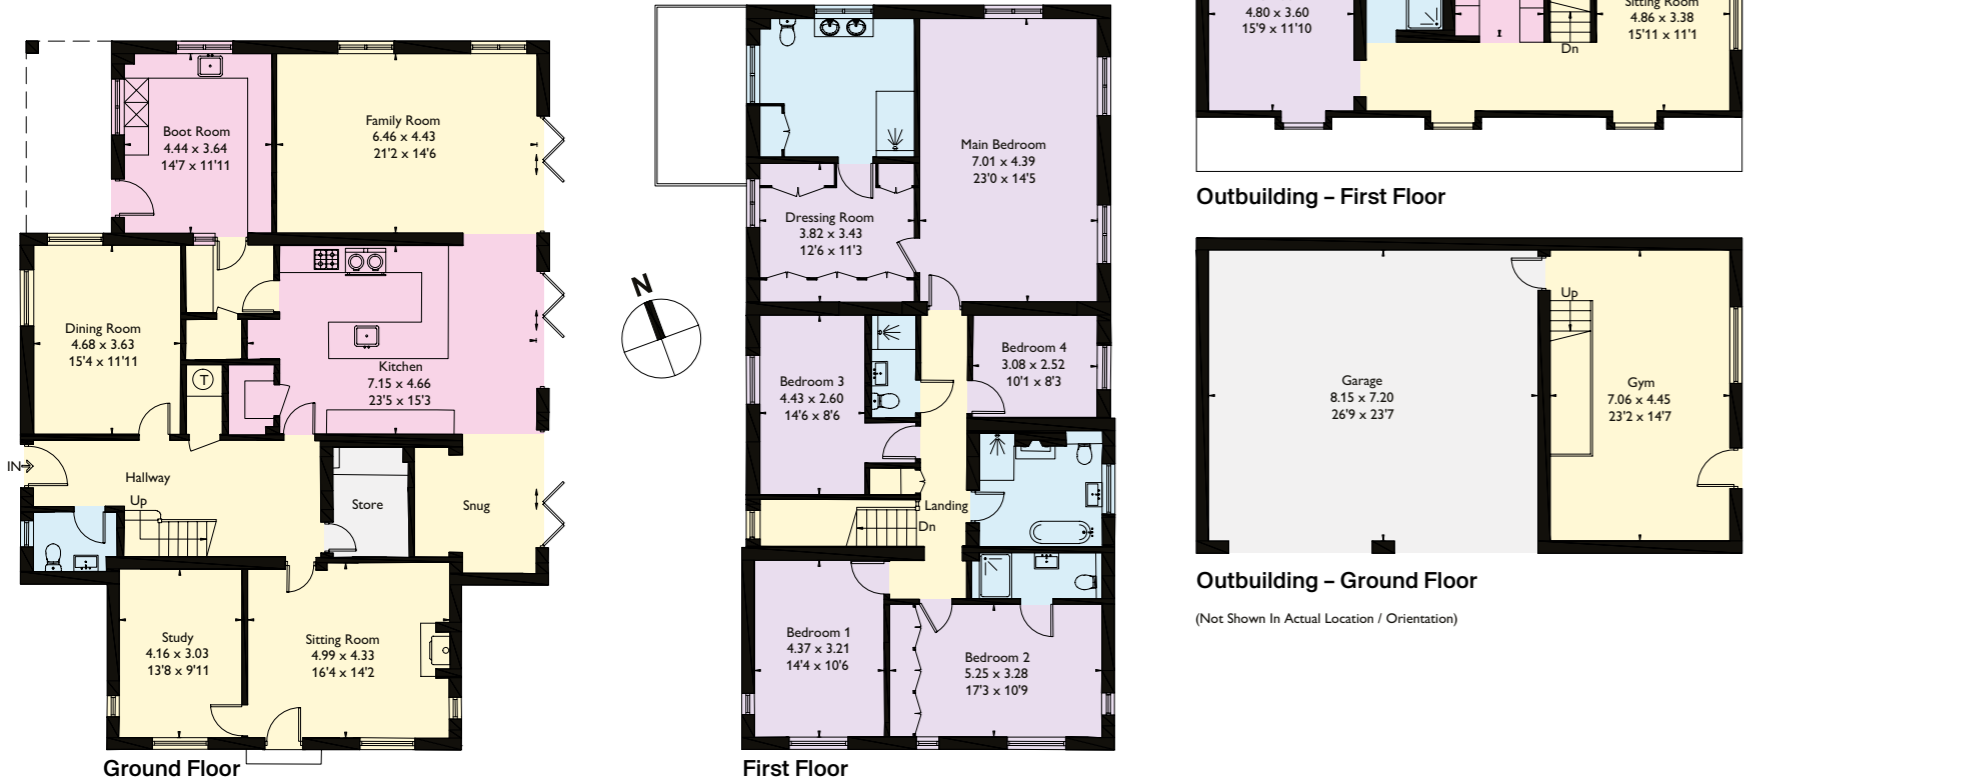 Boot Room
4.44 x 3.64
14'7 x 11'11
Family Room
6.46 x 4.43
21'2 x 14'6
Dining Room
4.68 x 3.63
15'4 x 11'11
T
Kitchen
7.15 x 4.66
23'5 x 15'3
IN
Hallway
Up
Store
Snug
Study
4.16 x 3.03
13'8 x 9'11
Sitting Room
4.99 x 4.33
16'4 x 14'2
Ground Floor
N
Main Bedroom
7.01 x 4.39
23'0 x 14'5
Dressing Room
3.82 x 3.43
12'6 x 11'3
Bedroom 3
4.43 x 2.60
14'6 x 8'6
Bedroom 4
3.08 x 2.52
10'1 x 8'3
Landing
Dn
Bedroom 1
4.37 x 3.21
14'4 x 10'6
Bedroom 2
5.25 x 3.28
17'3 x 10'9
First Floor
4.80 x 3.60
15'9 x 11'10
Dn
Sitting Room
4.86 x 3.38
15'11 x 11'1
Outbuilding – First Floor
Garage
8.15 x 7.20
26'9 x 23'7
Up
Gym
7.06 x 4.45
23'2 x 14'7
Outbuilding – Ground Floor
(Not Shown In Actual Location / Orientation)